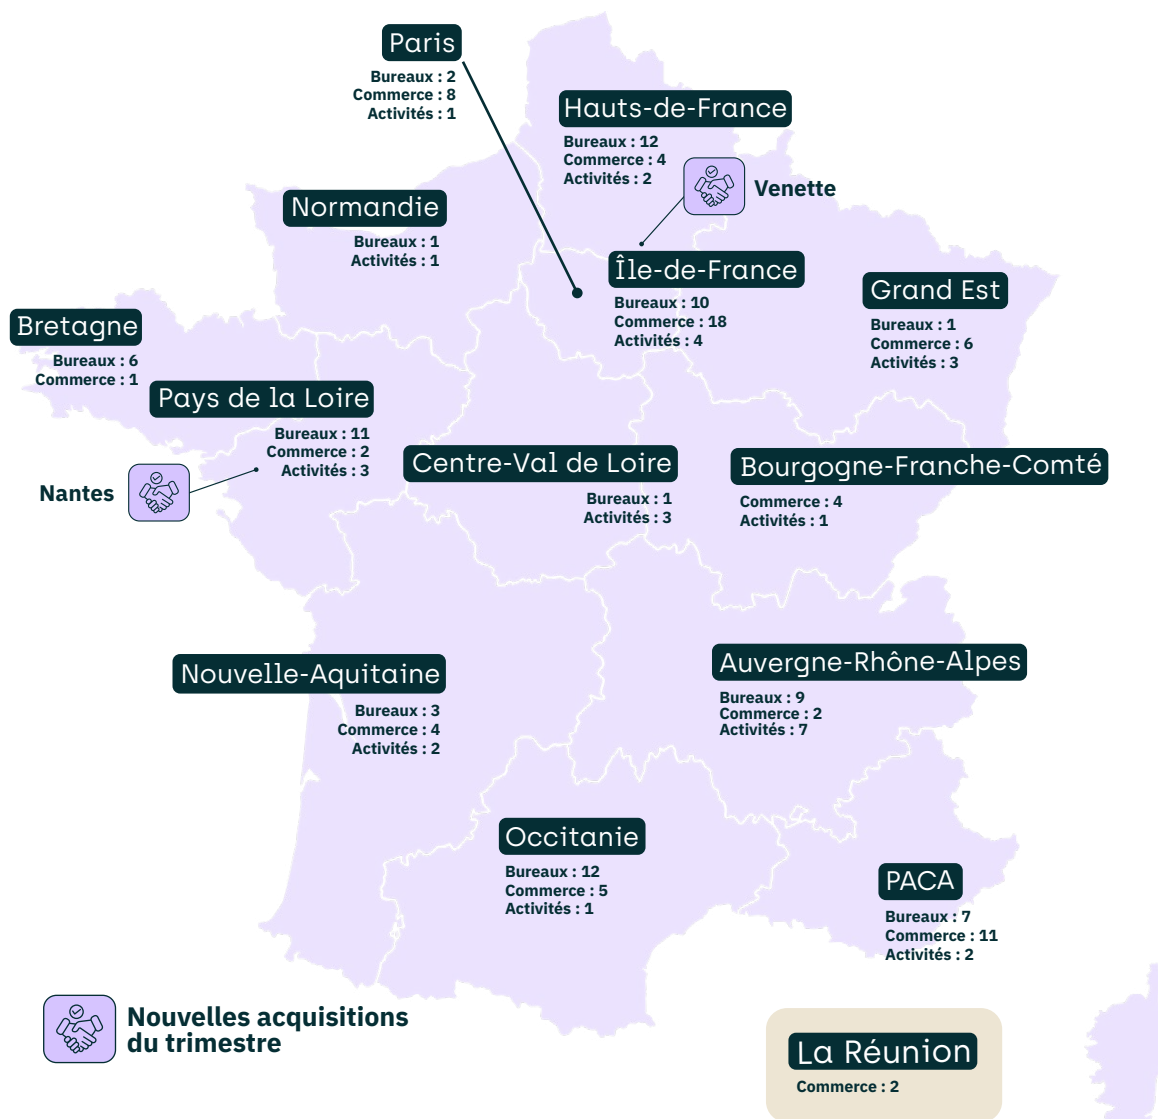 Paris
Bureaux : 2
Commerce : 8
Activités : 1
Hauts-de-France
Bureaux : 12
Commerce : 4
Activités : 2
Venette
Normandie
Bureaux : 1
Activités : 1
Île-de-France
Bureaux : 10
Commerce : 18
Activités : 4
Grand Est
Bureaux : 1
Commerce : 6
Activités : 3
Bretagne
Bureaux : 6
Commerce : 1
Pays de la Loire
Bureaux : 11
Commerce : 2
Activités : 3
Nantes
Centre-Val de Loire
Bureaux : 1
Activités : 3
Bourgogne-Franche-Comté
Commerce : 4
Activités : 1
Nouvelle-Aquitaine
Bureaux : 3
Commerce : 4
Activités : 2
Auvergne-Rhône-Alpes
Bureaux : 9
Commerce : 2
Activités : 7
Occitanie
Bureaux : 12
Commerce : 5
Activités : 1
PACA
Bureaux : 7
Commerce : 11
Activités : 2
Nouvelles acquisitions
du trimestre
La Réunion
Commerce : 2